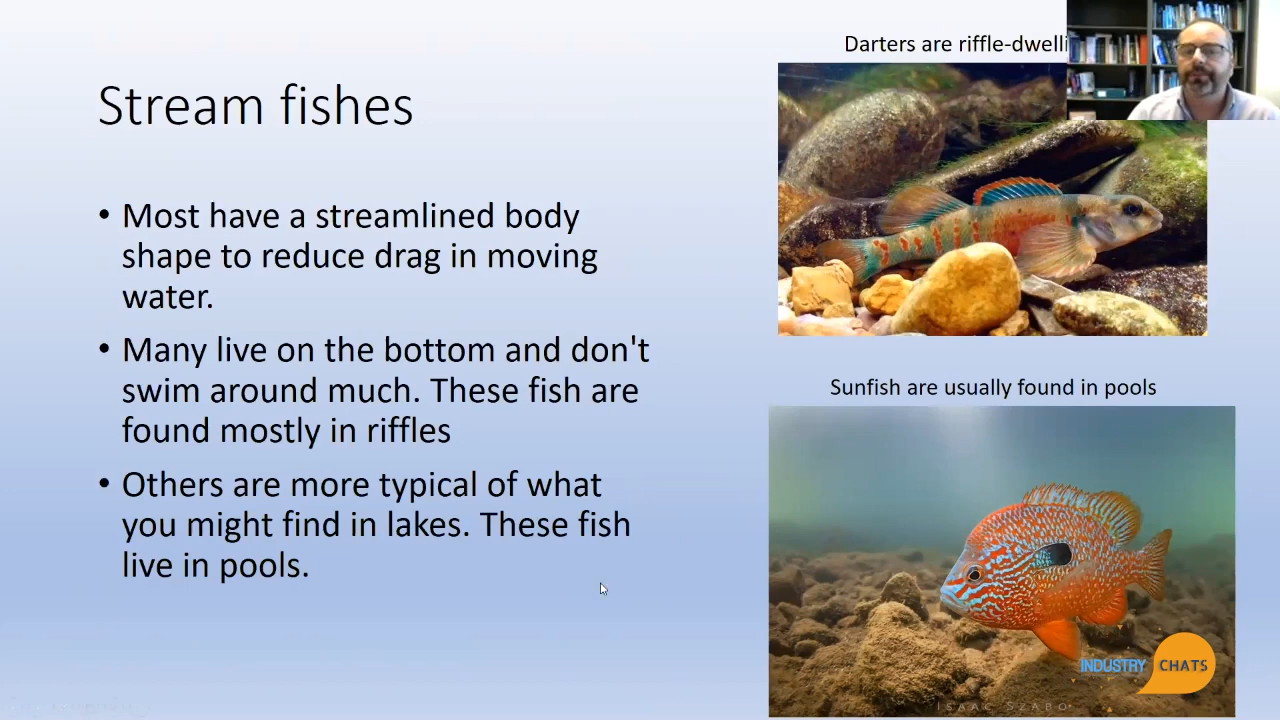 Darters are riffle-dwelli
Stream fishes
• Most have a streamlined body
shape to reduce drag in moving
water.
• Many live on the bottom and don't
swim around much. These fish are
found mostly in riffles
• Others are more typical of what
you might find in lakes. These fish
live in pools.
Sunfish are usually found in pools
INDUSTRY CHATS
ISAAC SZABO